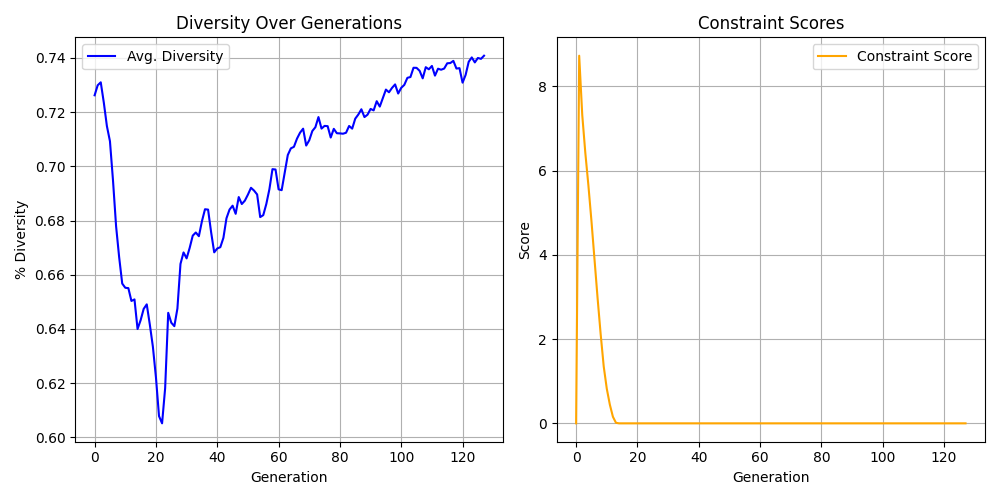 Diversity Over Generations
Avg. Diversity
% Diversity
0.74
0.72
0.70
0.68
0.66
0.64
0.62
0.60
0 20 40 60 80 100 120
Generation
Constraint Scores
Constraint Score
Score
8
6
4
2
0
0 20 40 60 80 100 120
Generation